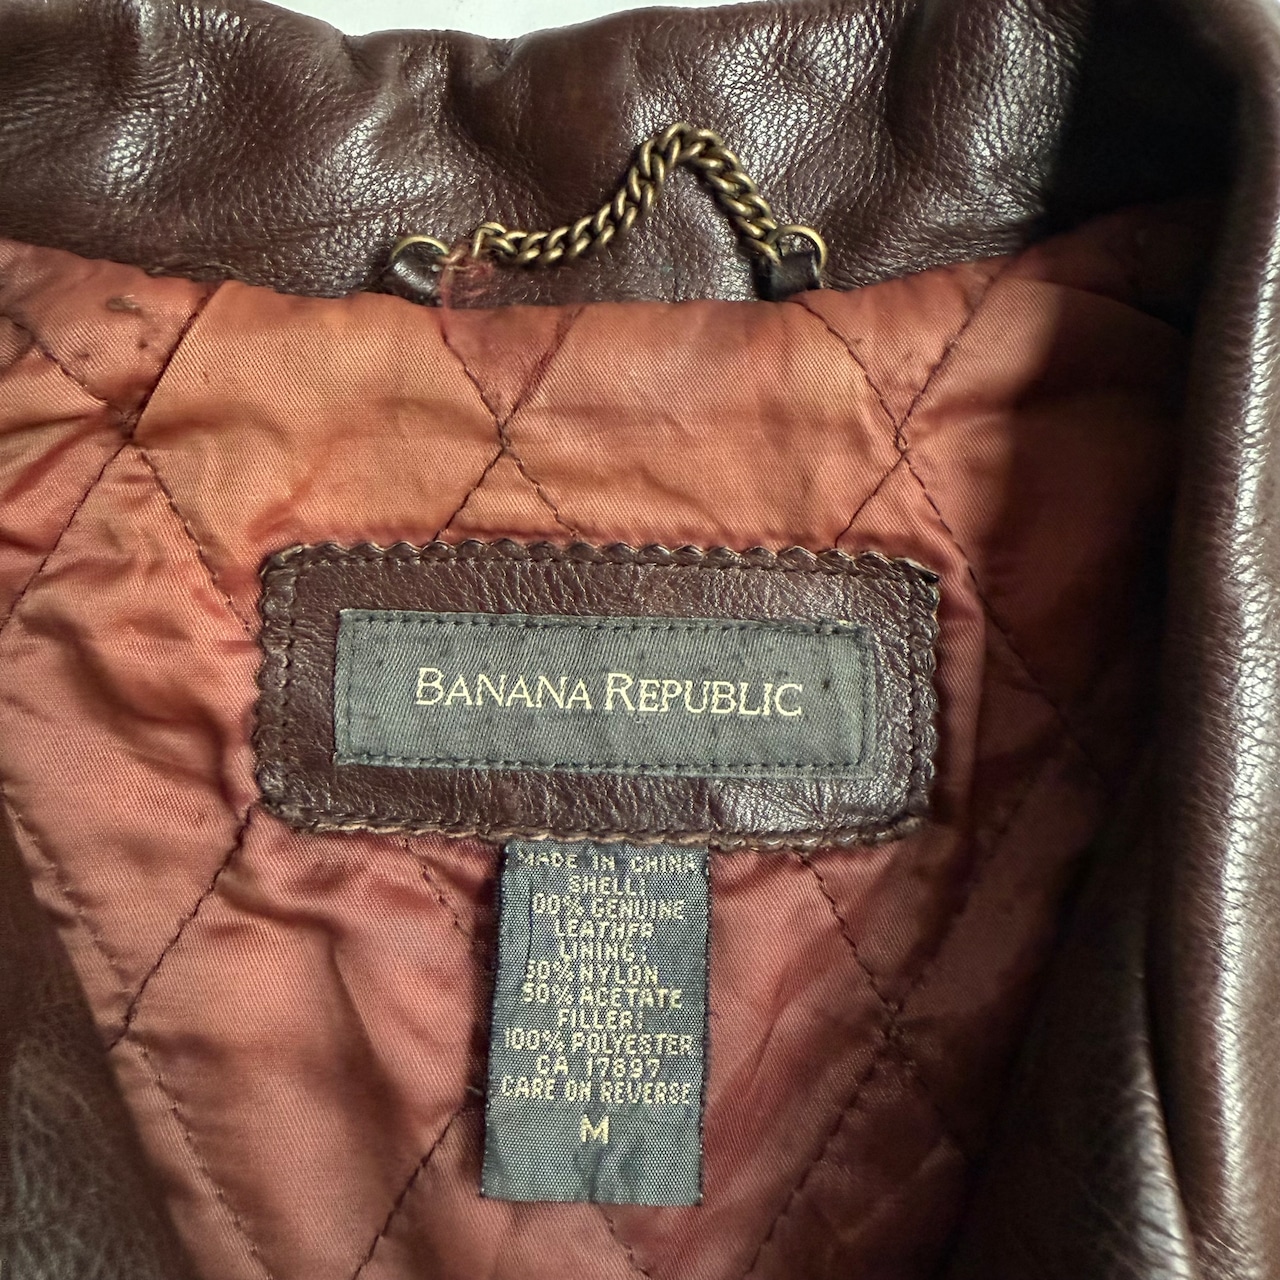 BANANA REPUBLIC
MADE IN CHINA
SHELL:
100% GENUINE
LEATHER
LINING:
50% NYLON
50% ACETATE
FILLER:
100% POLYESTER
CA 17897
CARE ON REVERSE
M